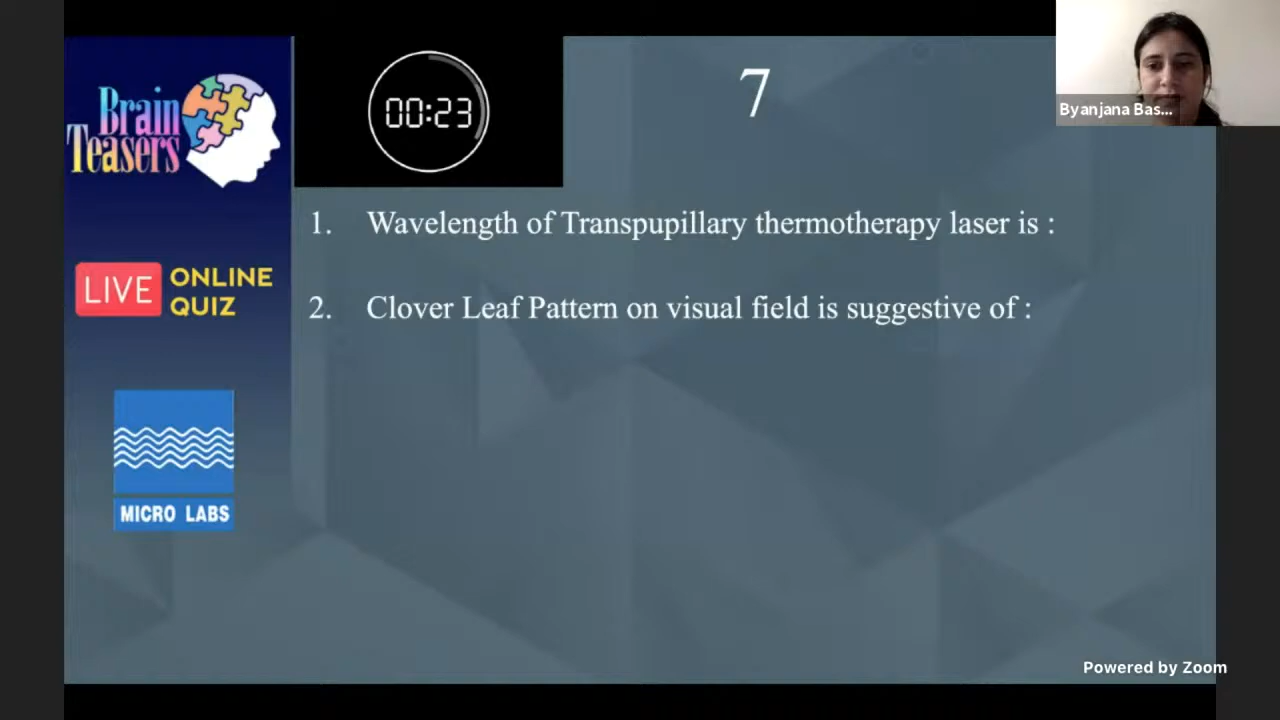 Brain
Teasers
00:23
7
Byanjana Bas...
1. Wavelength of Transpupillary thermotherapy laser is :
LIVE ONLINE QUIZ
2. Clover Leaf Pattern on visual field is suggestive of :
MICRO LABS
Powered by Zoom